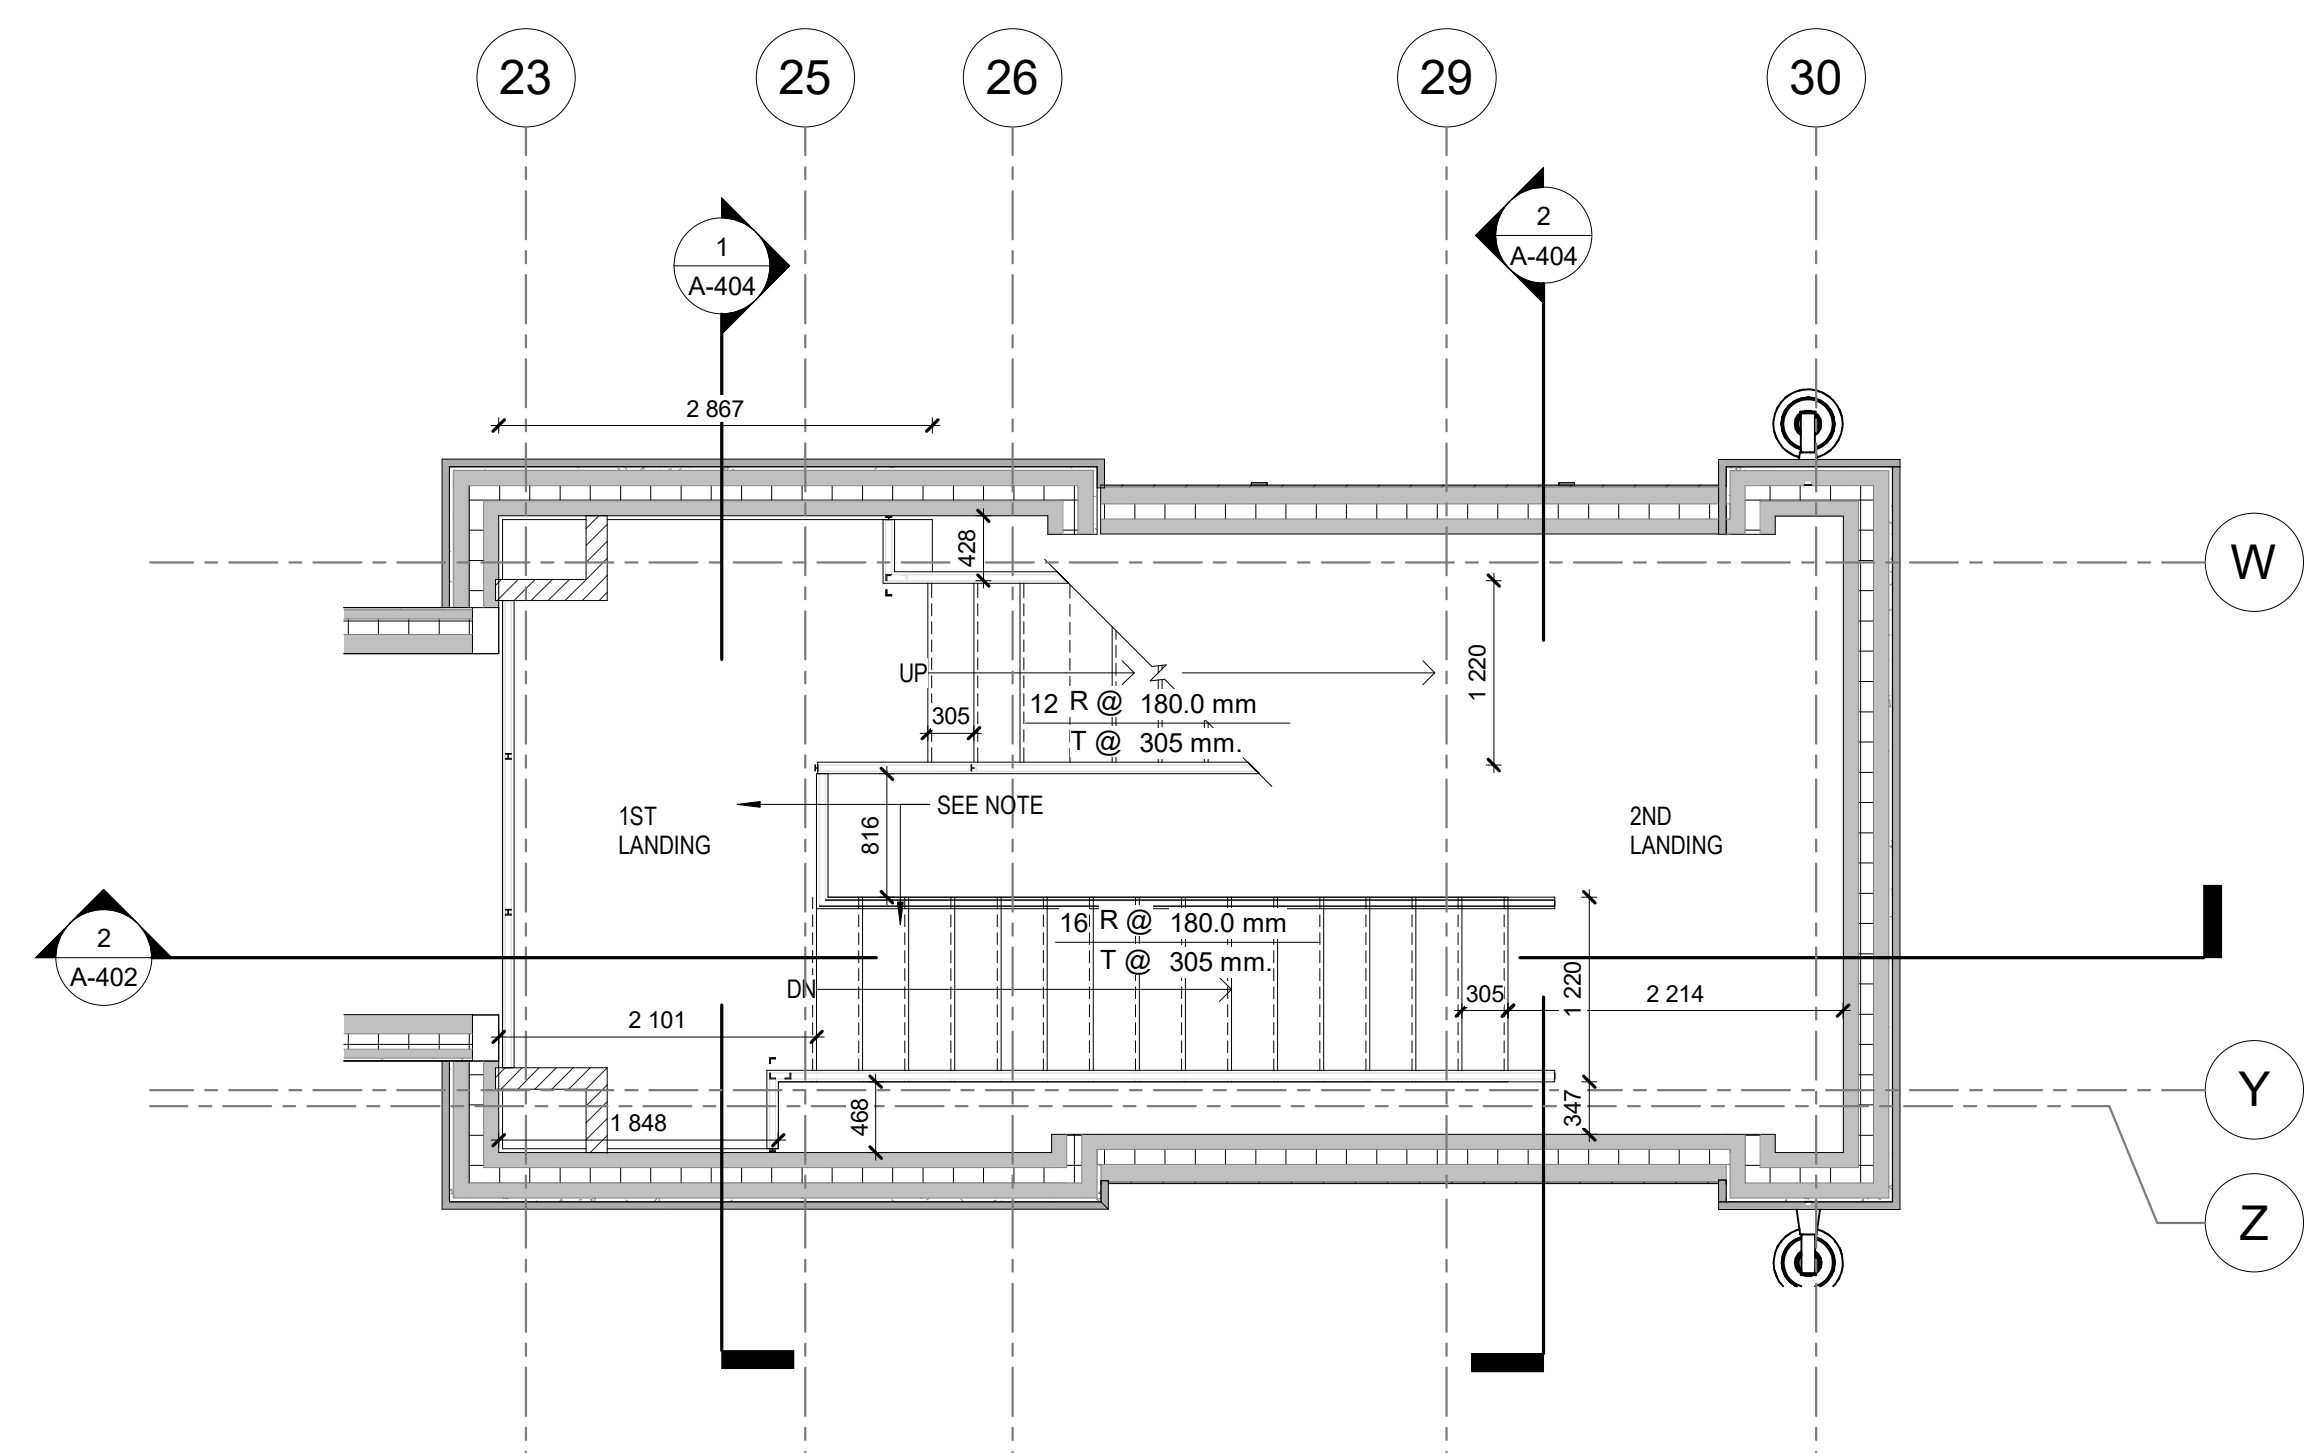 23
25
26
29
30
1
A-404
2
A-404
2 867
W
428
UP
1 220
12 R @ 180.0 mm
305
T @ 305 mm.
SEE NOTE
1ST
LANDING
816
2ND
LANDING
16 R @ 180.0 mm
2
A-402
T @ 305 mm.
DN
305
1 220
2 214
2 101
Y
1 848
468
347
Z